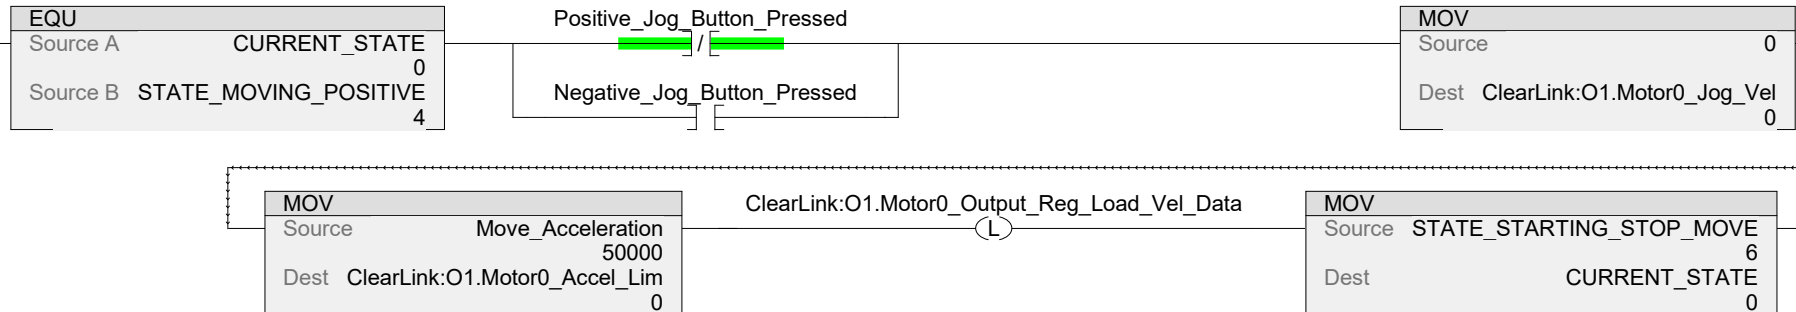 EQU
Source A CURRENT_STATE
0
Source B STATE_MOVING_POSITIVE
4
Positive_Jog_Button_Pressed
/
Negative_Jog_Button_Pressed
MOV
Source 0
Dest ClearLink:O1.Motor0_Jog_Vel
0
MOV
Source Move_Acceleration
50000
Dest ClearLink:O1.Motor0_Accel_Lim
0
ClearLink:O1.Motor0_Output_Reg_Load_Vel_Data
L
MOV
Source STATE_STARTING_STOP_MOVE
6
Dest CURRENT_STATE
0